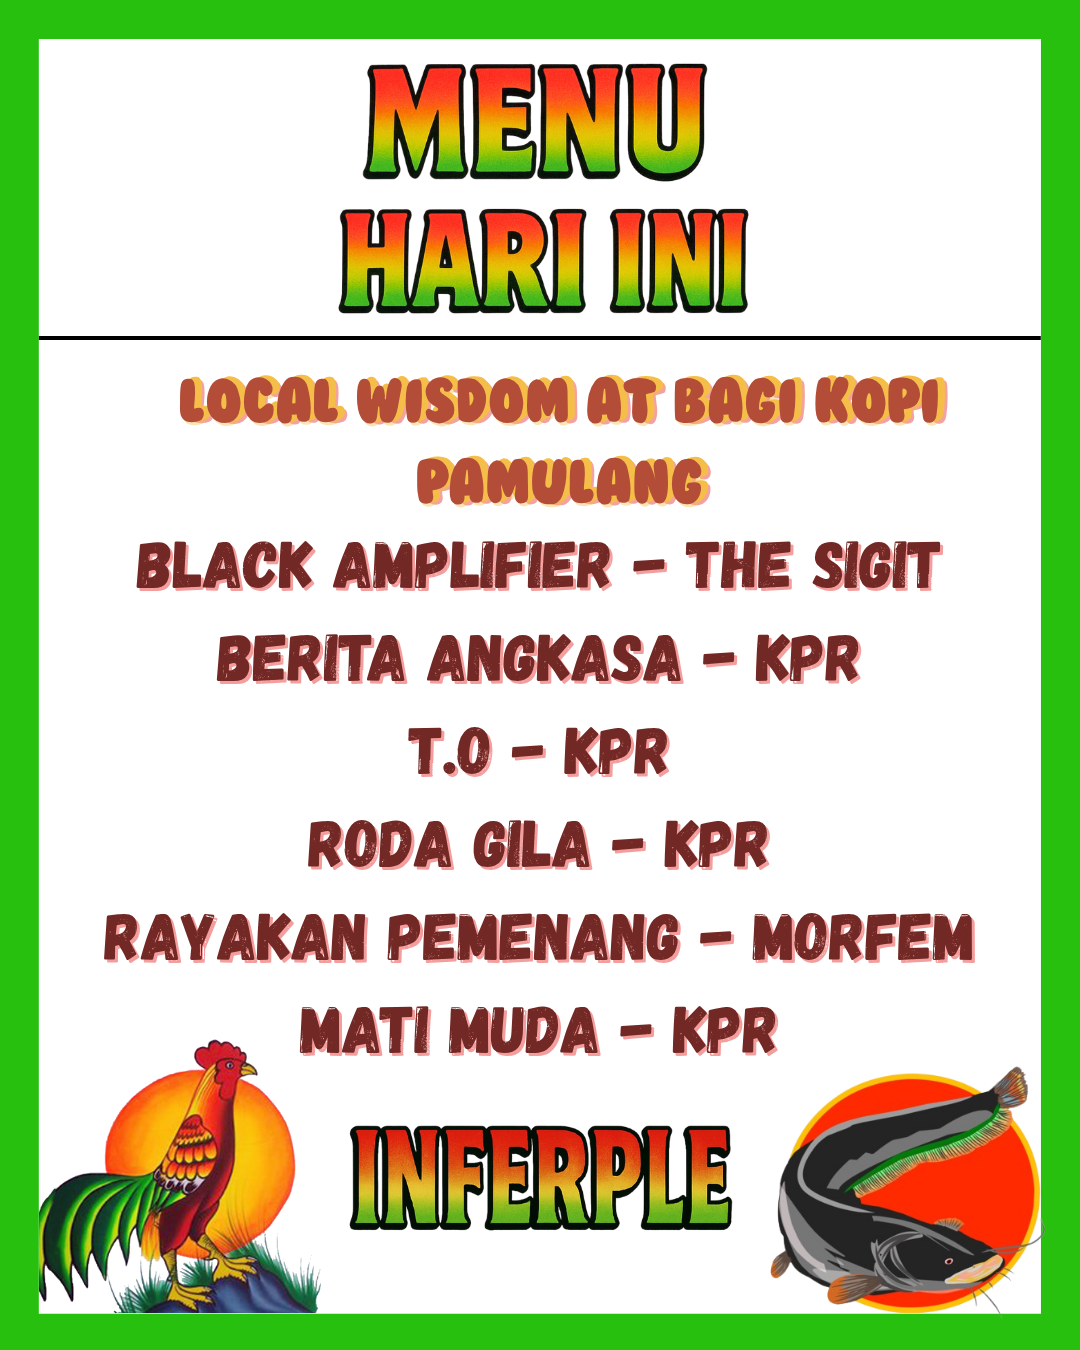 MENU
HARI INI
LOCAL WISDOM AT BAGI KOPI
PAMULANG
BLACK AMPLIFIER - THE SIGIT
BERITA ANGKASA - KPR
T.O - KPR
RODA GILA - KPR
RAYAKAN PEMENANG - MORFEM
MATI MUDA - KPR
INFERPLE